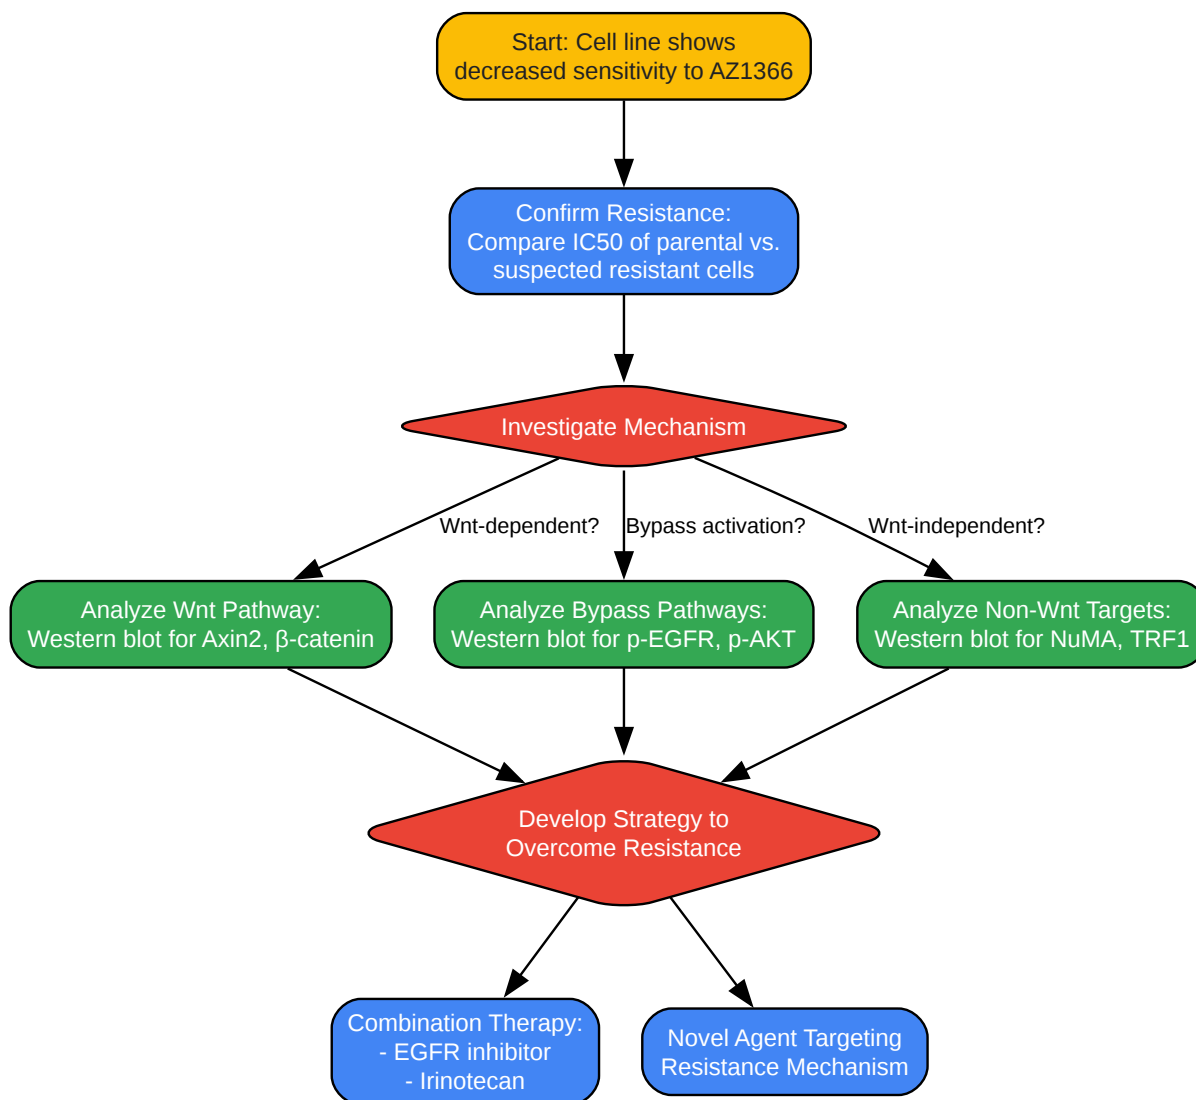 Start: Cell line shows
decreased sensitivity to AZ1366
Confirm Resistance:
Compare IC50 of parental vs.
suspected resistant cells
Investigate Mechanism
Wnt-dependent?
Bypass activation?
Wnt-independent?
Analyze Wnt Pathway:
Western blot for Axin2, β-catenin
Analyze Bypass Pathways:
Western blot for p-EGFR, p-AKT
Analyze Non-Wnt Targets:
Western blot for NuMA, TRF1
Develop Strategy to
Overcome Resistance
Combination Therapy:
- EGFR inhibitor
- Irinotecan
Novel Agent Targeting
Resistance Mechanism